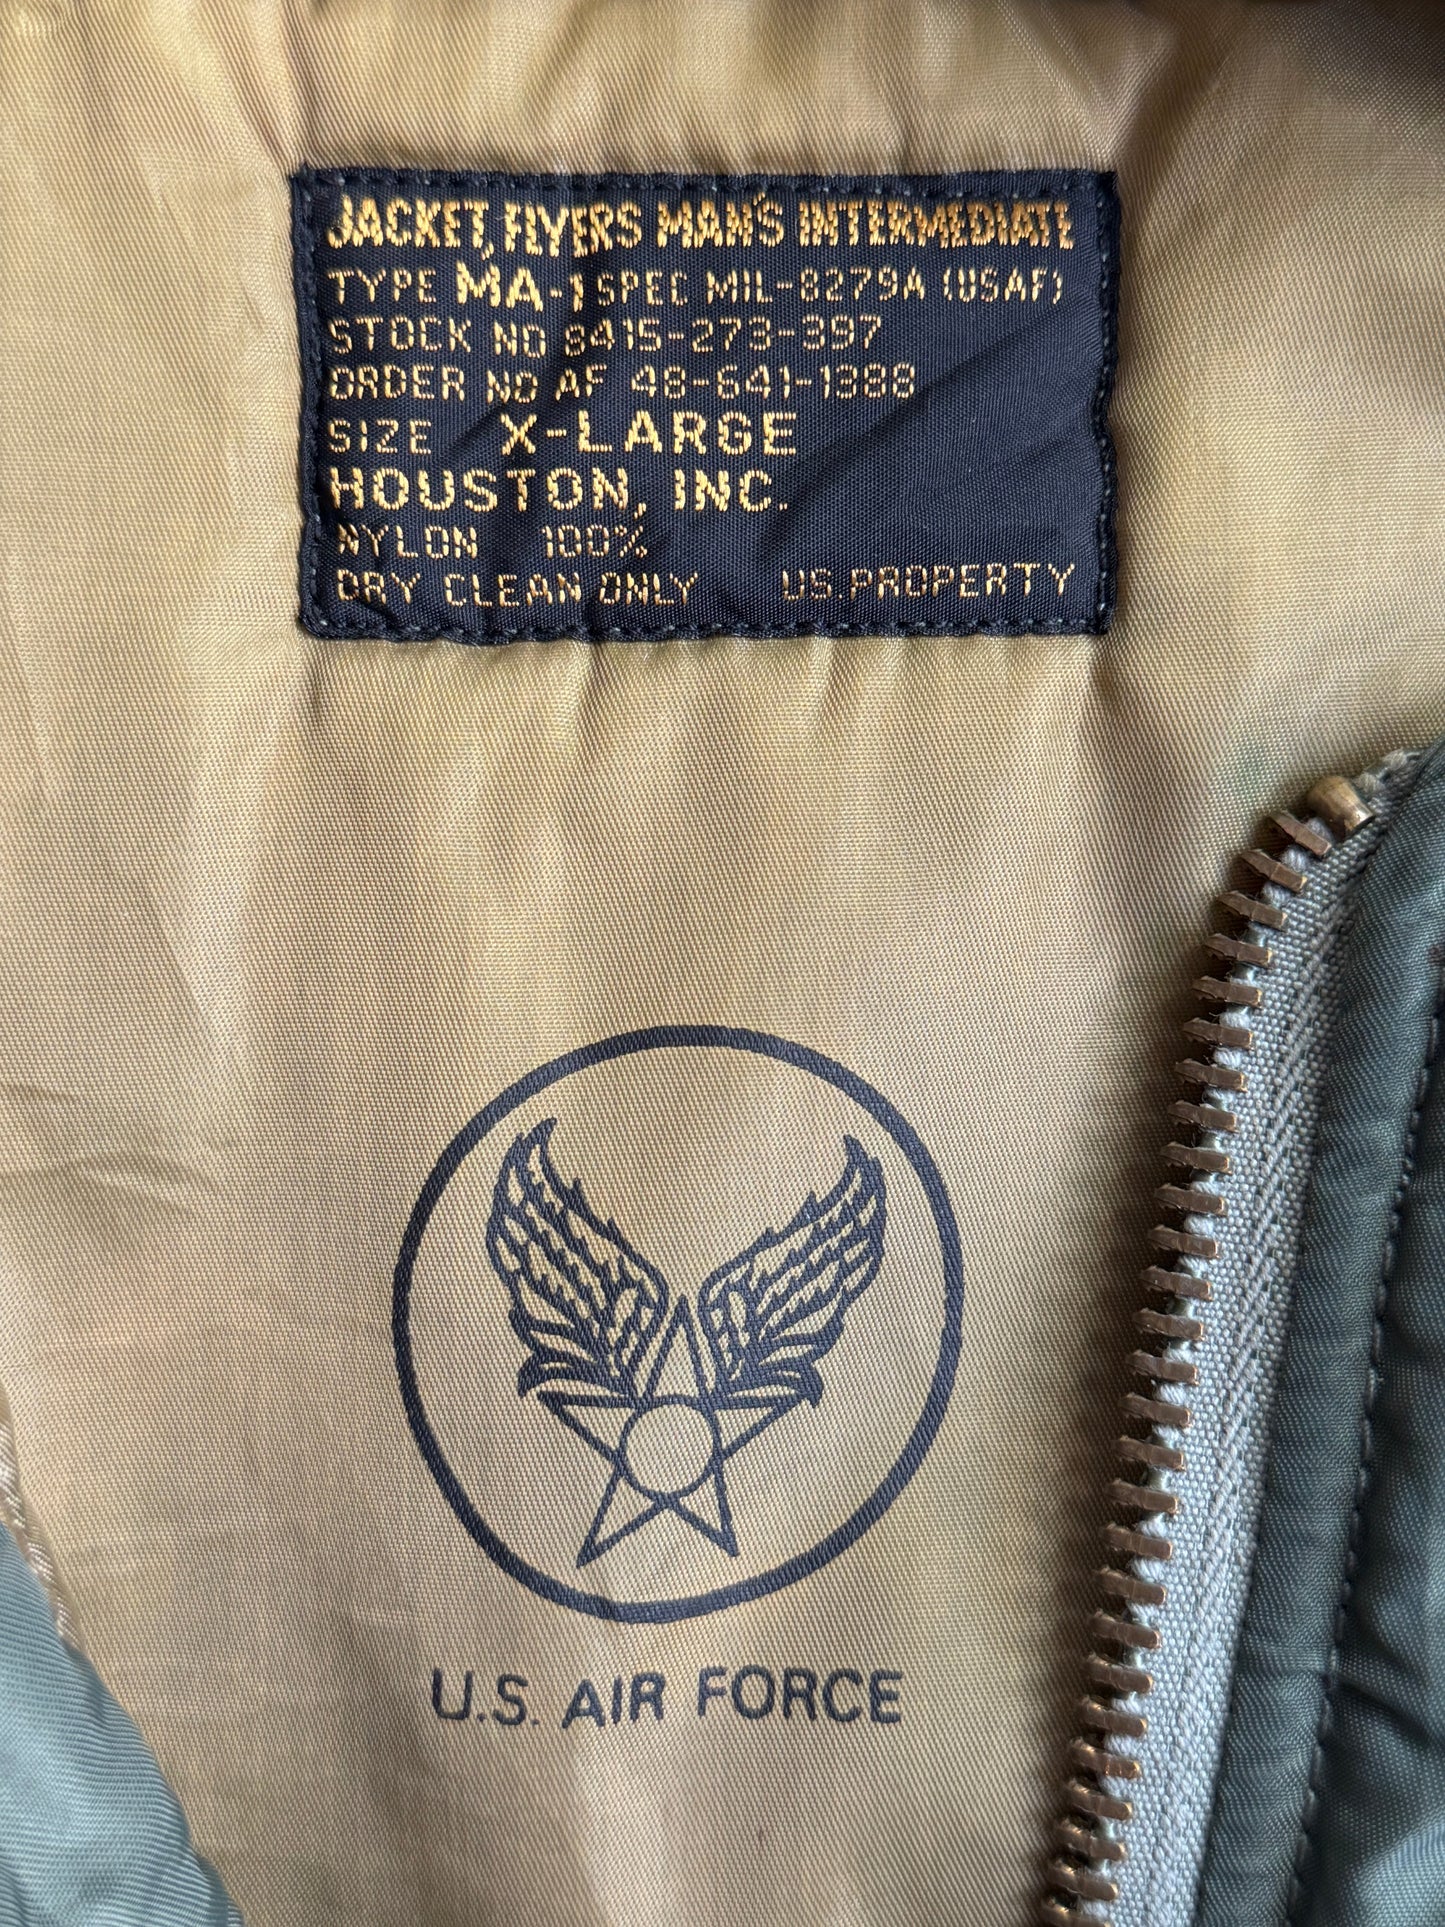 JACKET, FLYERS MAN'S INTERMEDIATE
TYPE MA-1 SPEC MIL-8279A (USAF)
STOCK NO 8415-273-397
ORDER NO AF 48-641-1388
SIZE X-LARGE
HOUSTON, INC.
NYLON 100%
DRY CLEAN ONLY US.PROPERTY
U.S. AIR FORCE